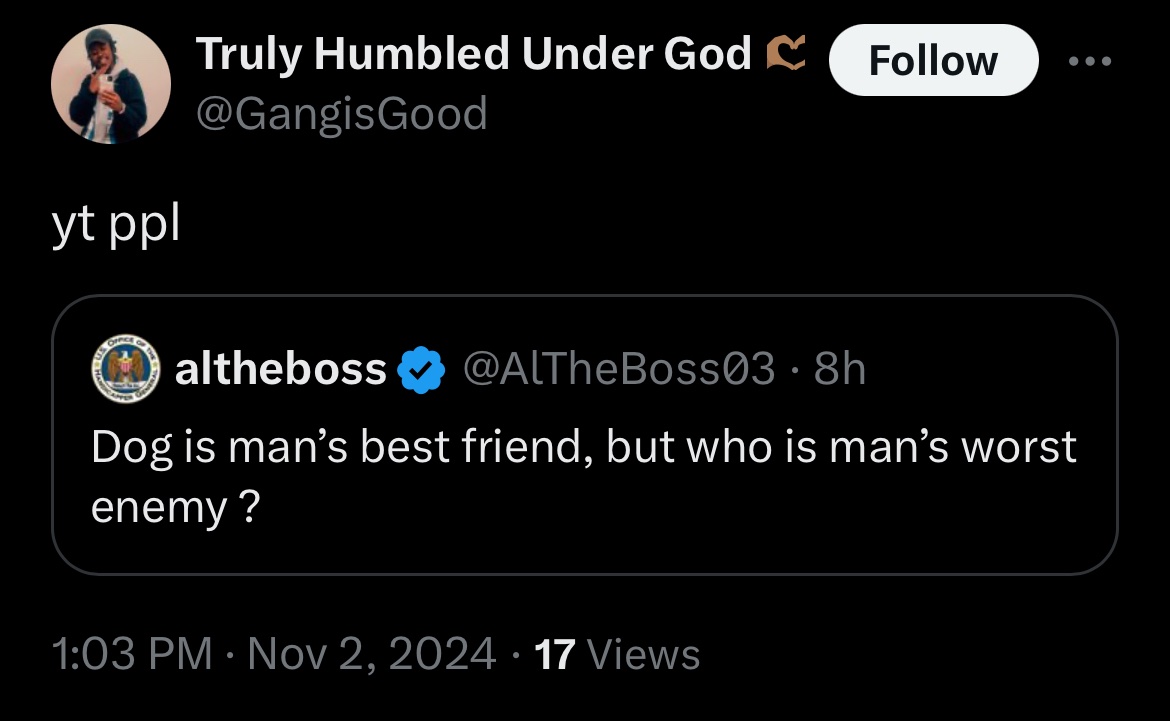 Truly Humbled Under God
Follow
@GangisGood
yt ppl
altheboss @AlTheBoss03 · 8h
Dog is man’s best friend, but who is man’s worst
enemy ?
1:03 PM · Nov 2, 2024 · 17 Views